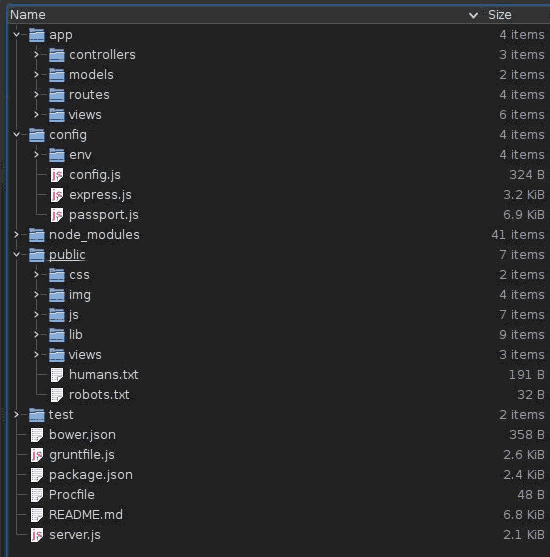 Name Size
app 4 items
controllers 3 items
models 2 items
routes 4 items
views 6 items
config 4 items
env 4 items
config.js 324 B
express.js 3.2 KiB
passport.js 6.9 KiB
node_modules 41 items
public 7 items
css 2 items
img 4 items
js 7 items
lib 9 items
views 3 items
humans.txt 191 B
robots.txt 32 B
test 2 items
bower.json 358 B
gruntfile.js 2.6 KiB
package.json 2.4 KiB
Procfile 48 B
README.md 6.8 KiB
server.js 2.1 KiB